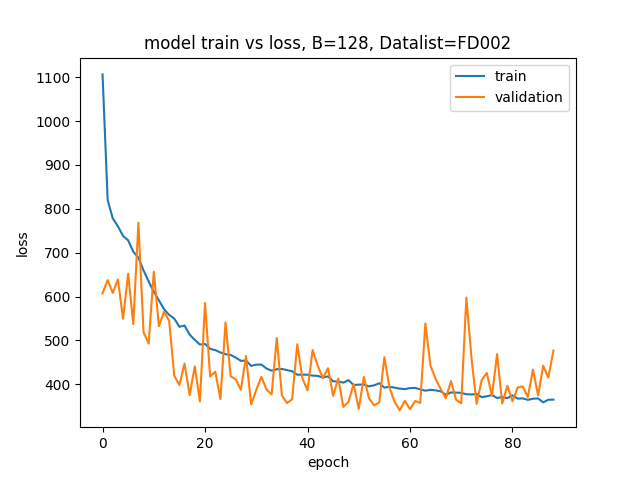 model train vs loss, B=128, Datalist=FD002
train
validation
1100
1000
900
800
700
600
500
400
loss
0 20 40 60 80
epoch